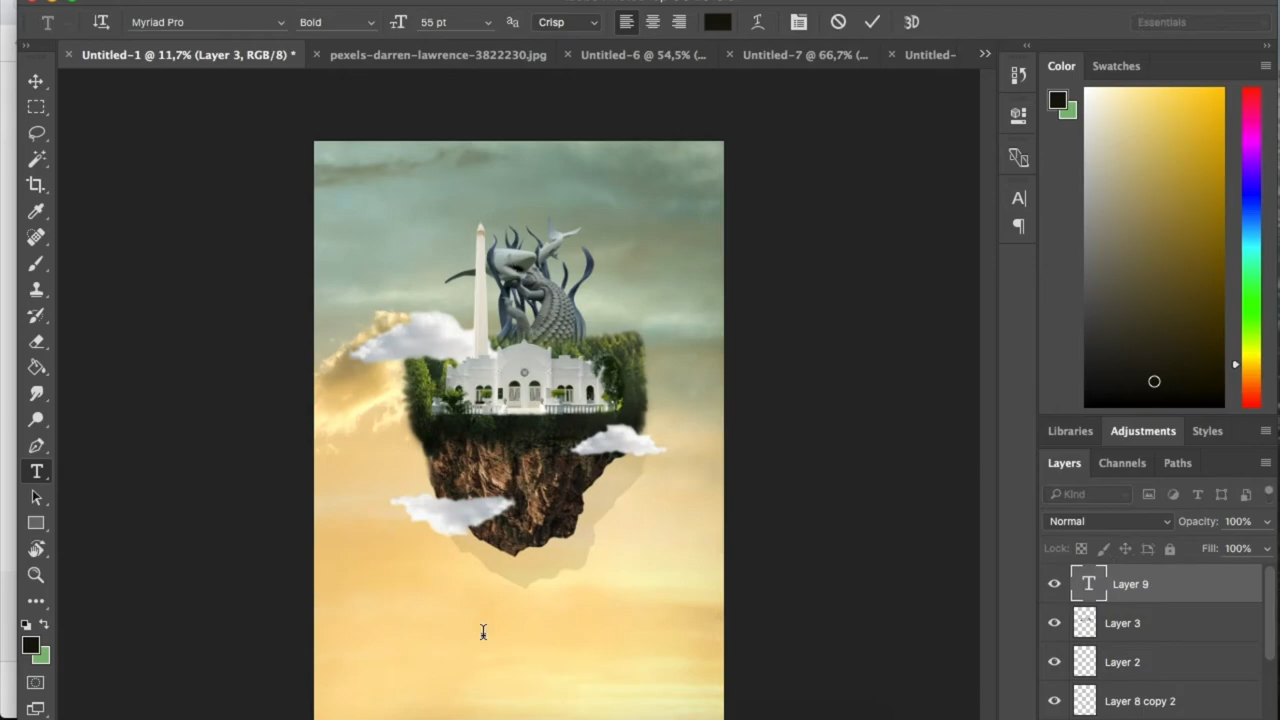 Myriad Pro Bold 55 pt Crisp 3D Essentials
Untitled-1 @ 11,7% (Layer 3, RGB/8) * pexels-darren-lawrence-3822230.jpg Untitled-6 @ 54,5% (... Untitled-7 @ 66,7% (... Untitled-
Color Swatches
Libraries Adjustments Styles
Layers Channels Paths
Kind
Normal Opacity: 100%
Lock: Fill: 100%
Layer 9
Layer 3
Layer 2
Layer 8 copy 2